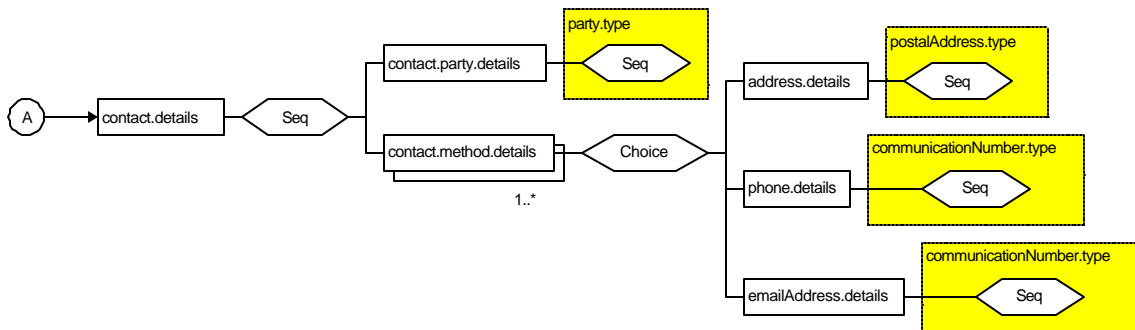 party.type
contact.party.details
Seq
postalAddress.type
address.details
Seq
A
contact.details
Seq
contact.method.details
Choice
1..*
communicationNumber.type
phone.details
Seq
communicationNumber.type
emailAddress.details
Seq